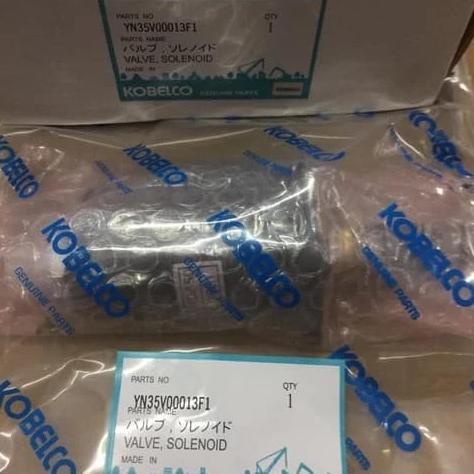 PARTS NO QTY
YN35V00013F1 1
PARTS NAME
バルブ , ソレノイド
VALVE, SOLENOID
MADE IN
KOBELCO GENUINE PARTS
KOBELCO
KOBELCO
KOBELCO
KOBELCO
KOBELCO
GENUINE PARTS
KOBELCO
GENUINE PARTS
KOBELCO
GENUINE PARTS
PARTS NO QTY
YN35V00013F1 1
PARTS NAME
バルブ , ソレノイド
VALVE, SOLENOID
MADE IN
KOBELCO